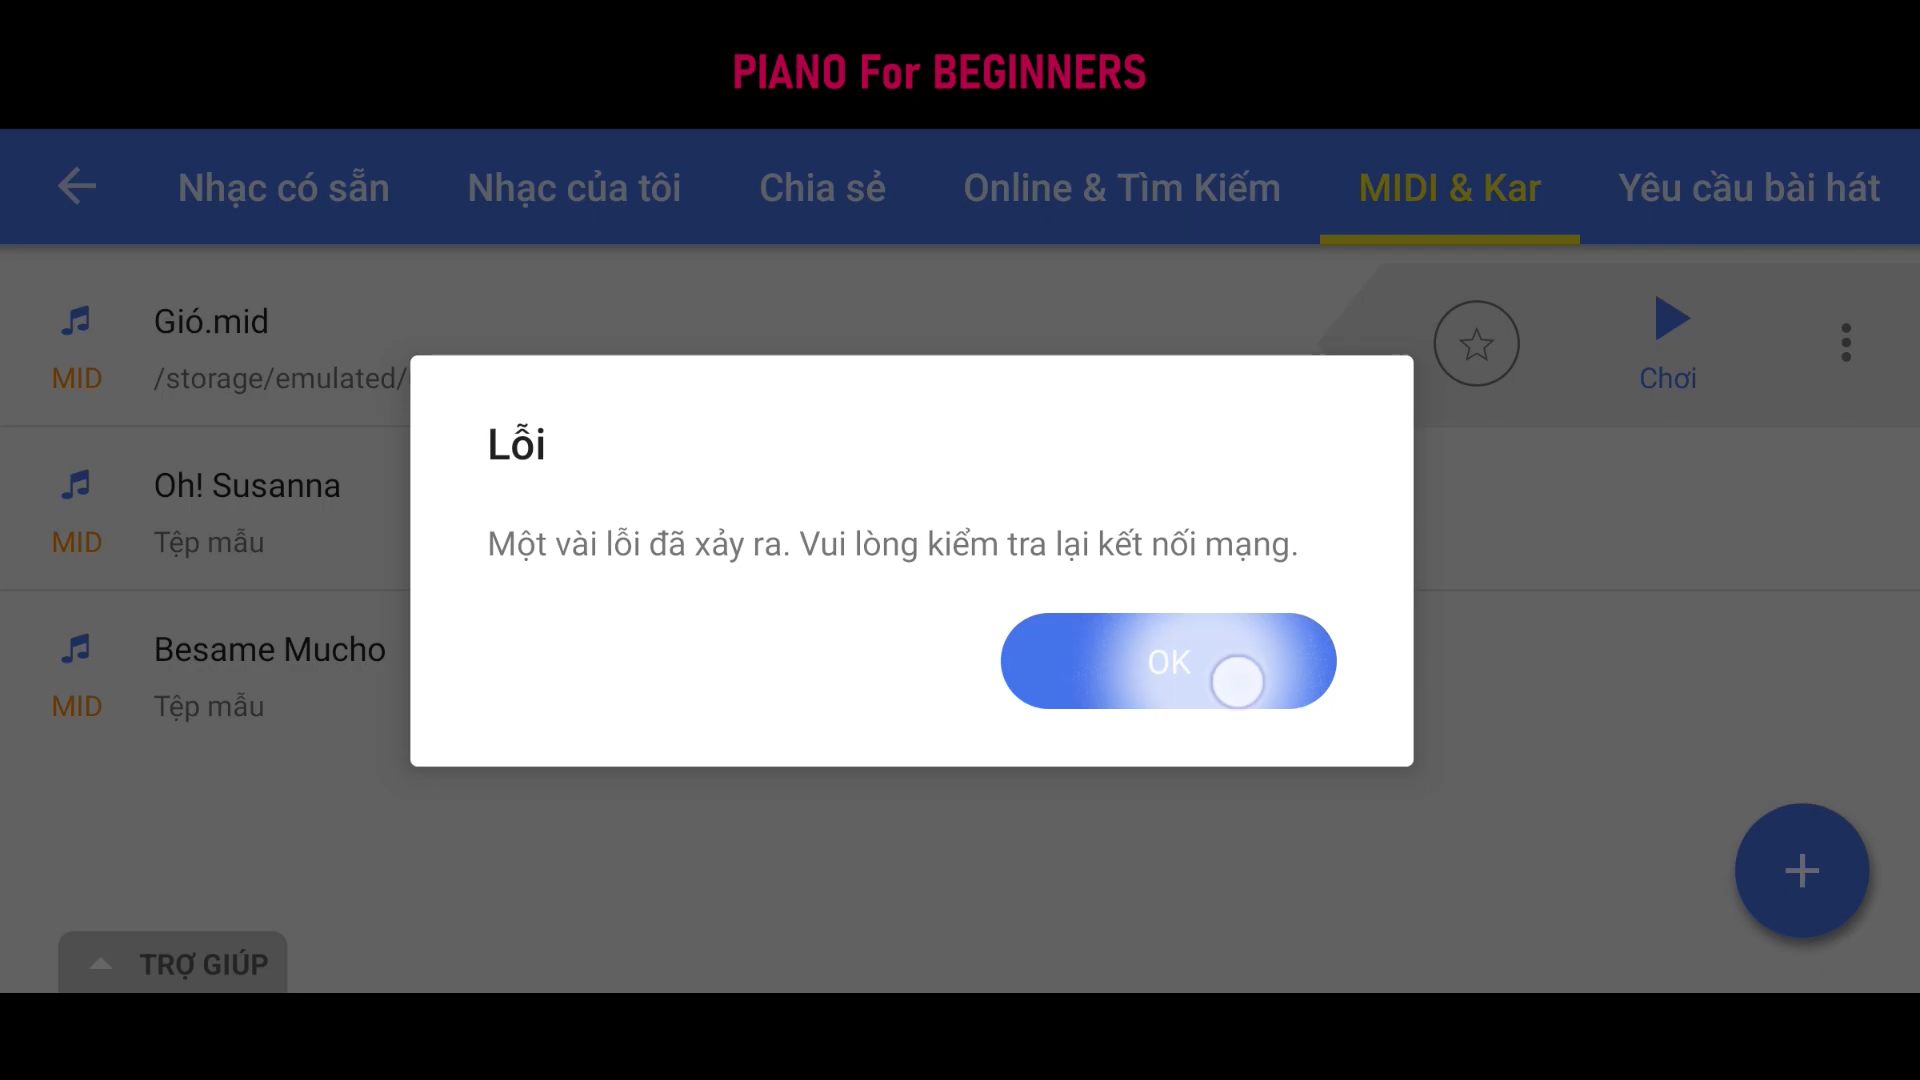 PIANO For BEGINNERS
Nhạc có sẵn
Nhạc của tôi
Chia sẻ
Online & Tìm Kiếm
MIDI & Kar
Yêu cầu bài hát
Gió.mid
MID
/storage/emulated/
Chơi
Lỗi
Một vài lỗi đã xảy ra. Vui lòng kiểm tra lại kết nối mạng.
OK
Oh! Susanna
MID
Tệp mẫu
Besame Mucho
MID
Tệp mẫu
TRỢ GIÚP